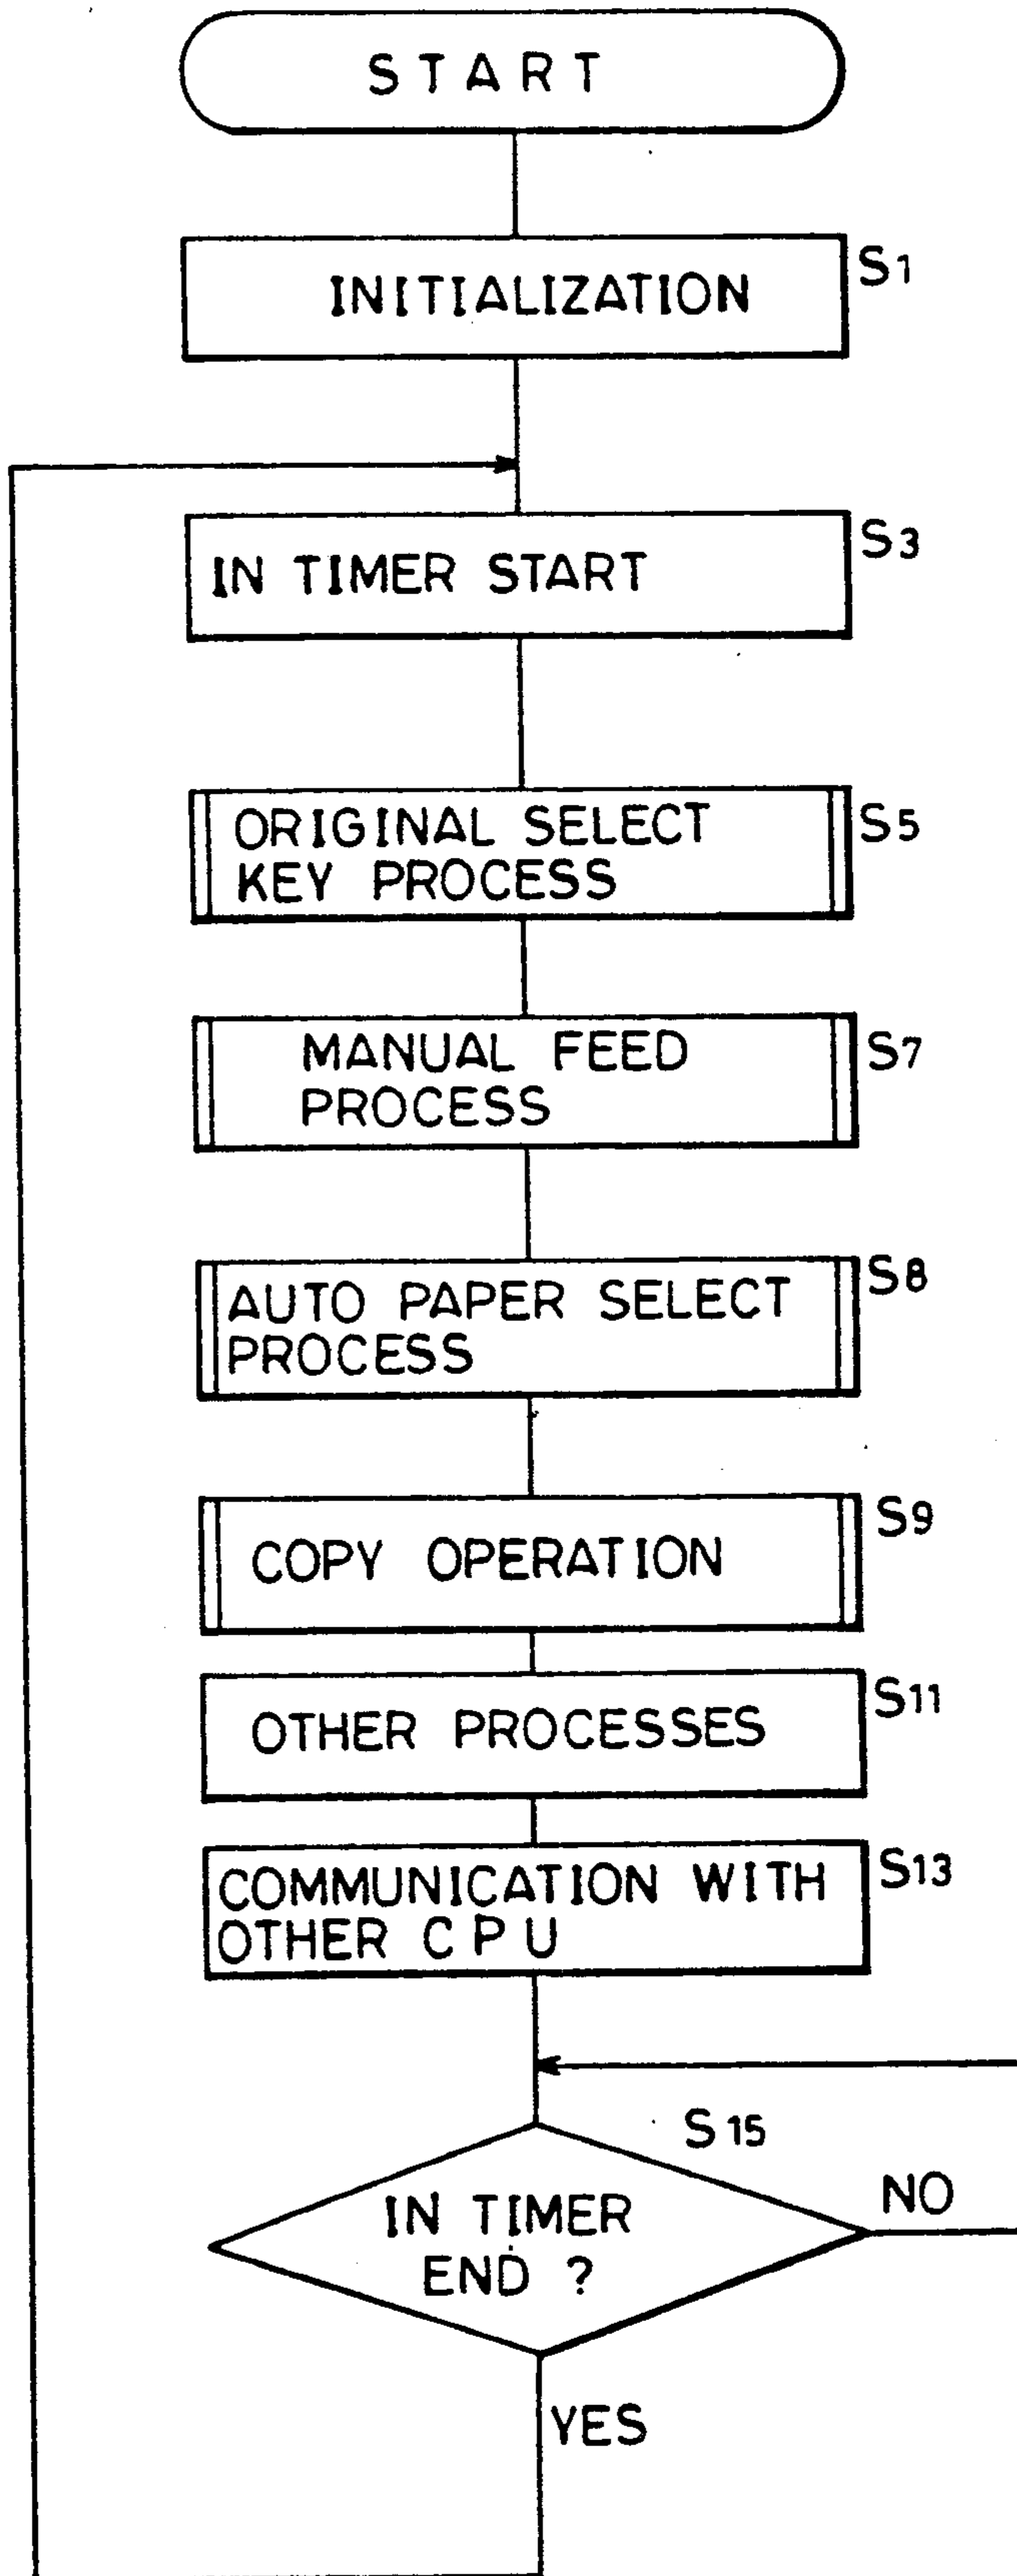 START
INITIALIZATION
S1
IN TIMER START
S3
ORIGINAL SELECT
KEY PROCESS
S5
MANUAL FEED
PROCESS
S7
AUTO PAPER SELECT
PROCESS
S8
COPY OPERATION
S9
OTHER PROCESSES
S11
COMMUNICATION WITH
OTHER CPU
S13
S15
IN TIMER
END ?
NO
YES